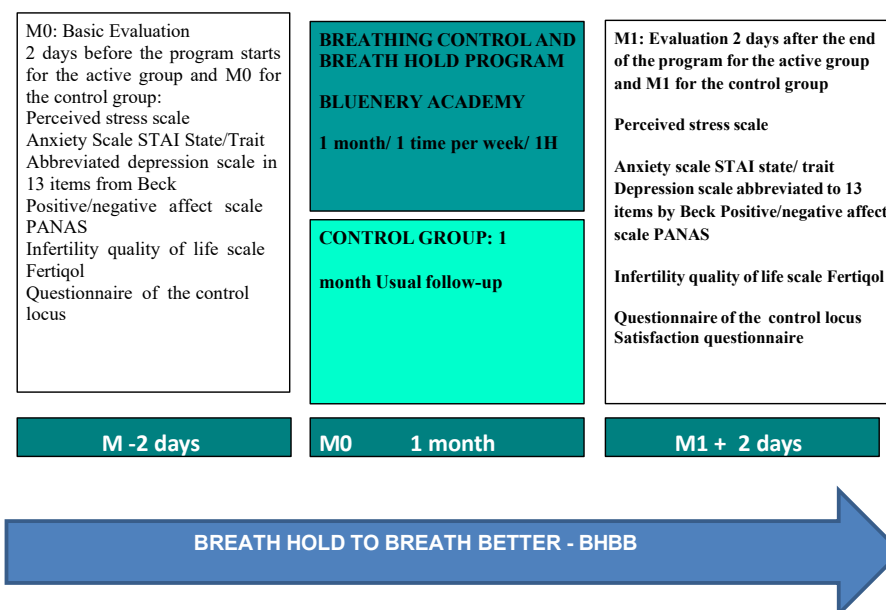 M0: Basic Evaluation
2 days before the program starts
for the active group and M0 for
the control group:
Perceived stress scale
Anxiety Scale STAI State/Trait
Abbreviated depression scale in
13 items from Beck
Positive/negative affect scale
PANAS
Infertility quality of life scale
Fertiqol
Questionnaire of the control
locus
BREATHING CONTROL AND
BREATH HOLD PROGRAM
BLUENERY ACADEMY
1 month/ 1 time per week/ 1H
CONTROL GROUP: 1
month Usual follow-up
M1: Evaluation 2 days after the end
of the program for the active group
and M1 for the control group
Perceived stress scale
Anxiety scale STAI state/ trait
Depression scale abbreviated to 13
items by Beck Positive/negative affect
scale PANAS
Infertility quality of life scale Fertiqol
Questionnaire of the control locus
Satisfaction questionnaire
M -2 days
M0 1 month
M1 + 2 days
BREATH HOLD TO BREATH BETTER - BHBB